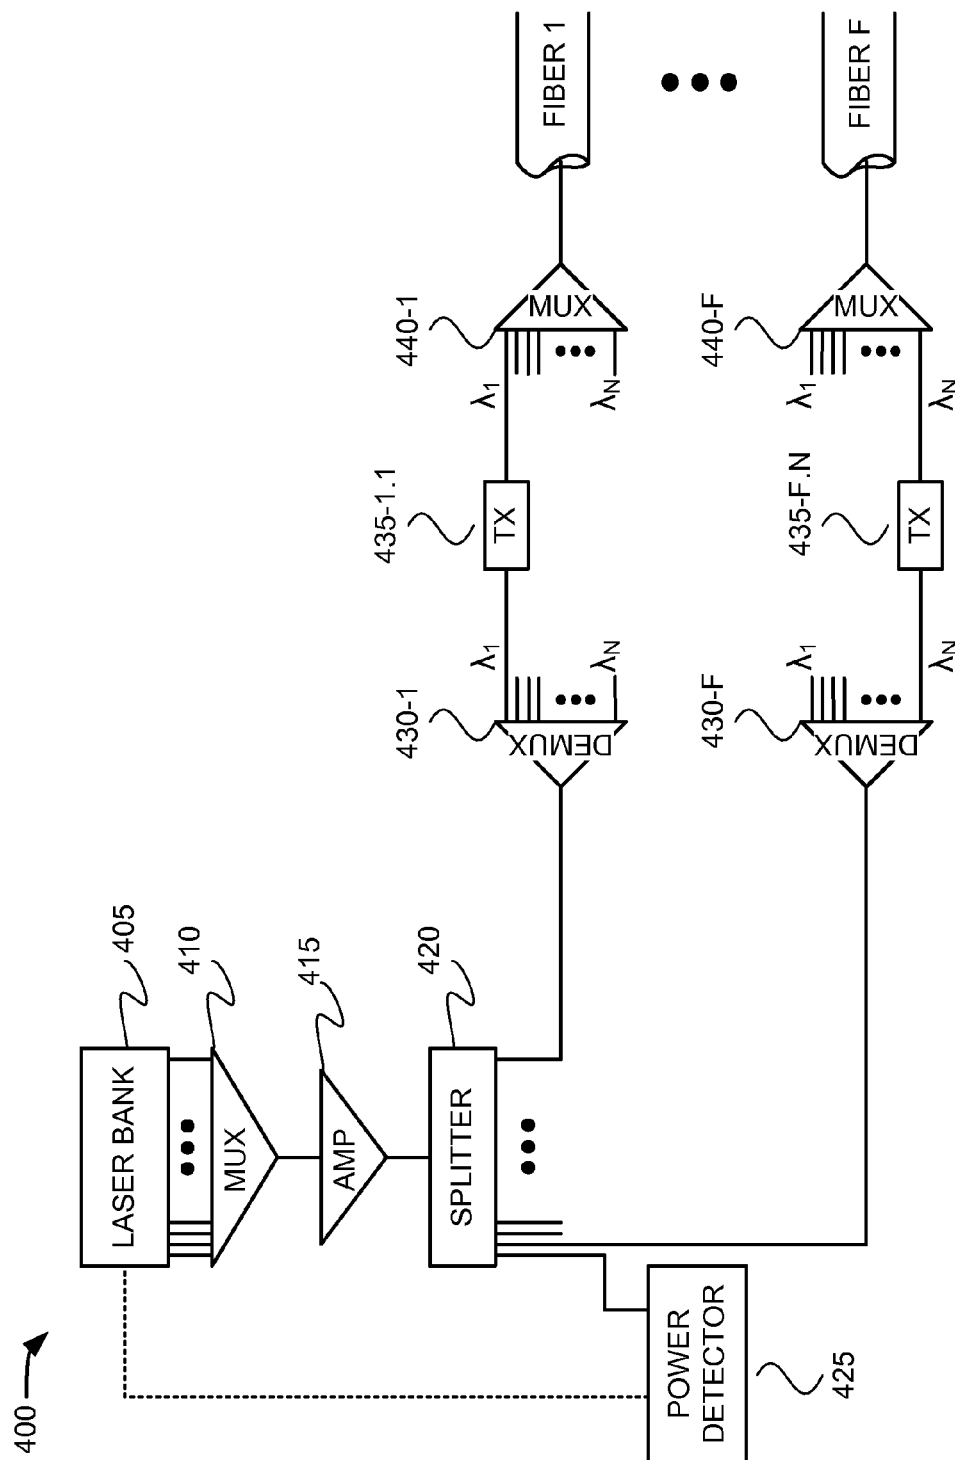 400
LASER BANK
405
MUX
410
AMP
415
SPLITTER
420
POWER
DETECTOR
425
430-1
DEMUX
λ1
λN
435-1.1
TX
λ1
λN
440-1
MUX
FIBER 1
430-F
DEMUX
λ1
λN
435-F.N
TX
λ1
λN
440-F
MUX
FIBER F